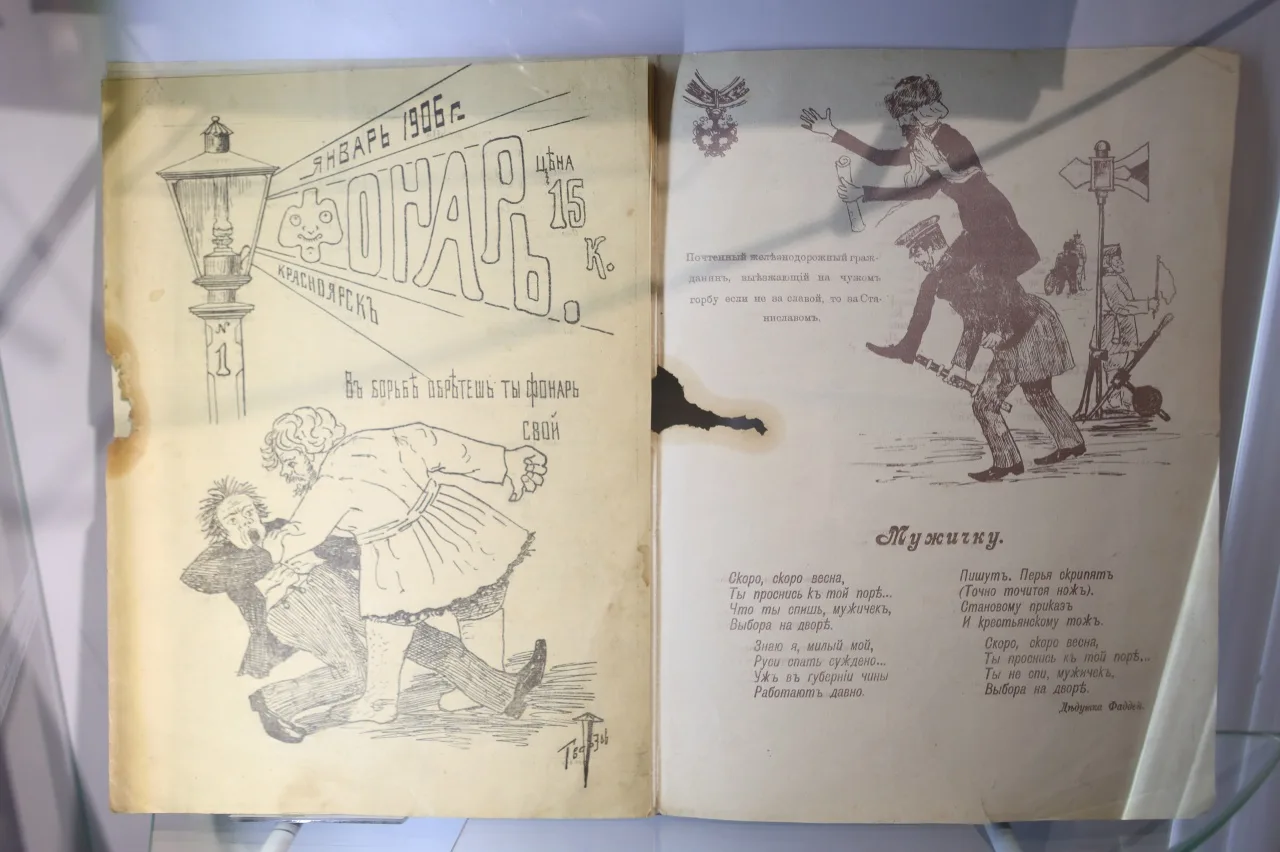 ЯНВАРЬ 1906 г.
ФОНАРЬ.
ЦѢНА
15
К.
КРАСНОЯРСКЪ
№
1
ВЪ БОРЬБѢ ОБРѢТЕШЬ ТЫ ФОНАРЬ
СВОЙ
Гвоздь
Почтенный желѣзнодорожный граж-
данинъ, выѣзжающій на чужомъ
горбу если не за славой, то за Ста-
ниславомъ.
Мужичку.
Скоро, скоро весна,
Ты проснись къ той порѣ...
Что ты спишь, мужичекъ,
Выбора на дворѣ.
Знаю я, милый мой,
Руси спать суждено...
Ужъ въ губерніи чины
Работаютъ давно.
Пишутъ. Перья скрипятъ
(Точно точится ножъ).
Становому приказъ
И крестьянскому тожъ.
Скоро, скоро весна,
Ты проснись къ той порѣ...
Ты не спи, мужичекъ,
Выбора на дворѣ.
Дѣдушка Фаддей.